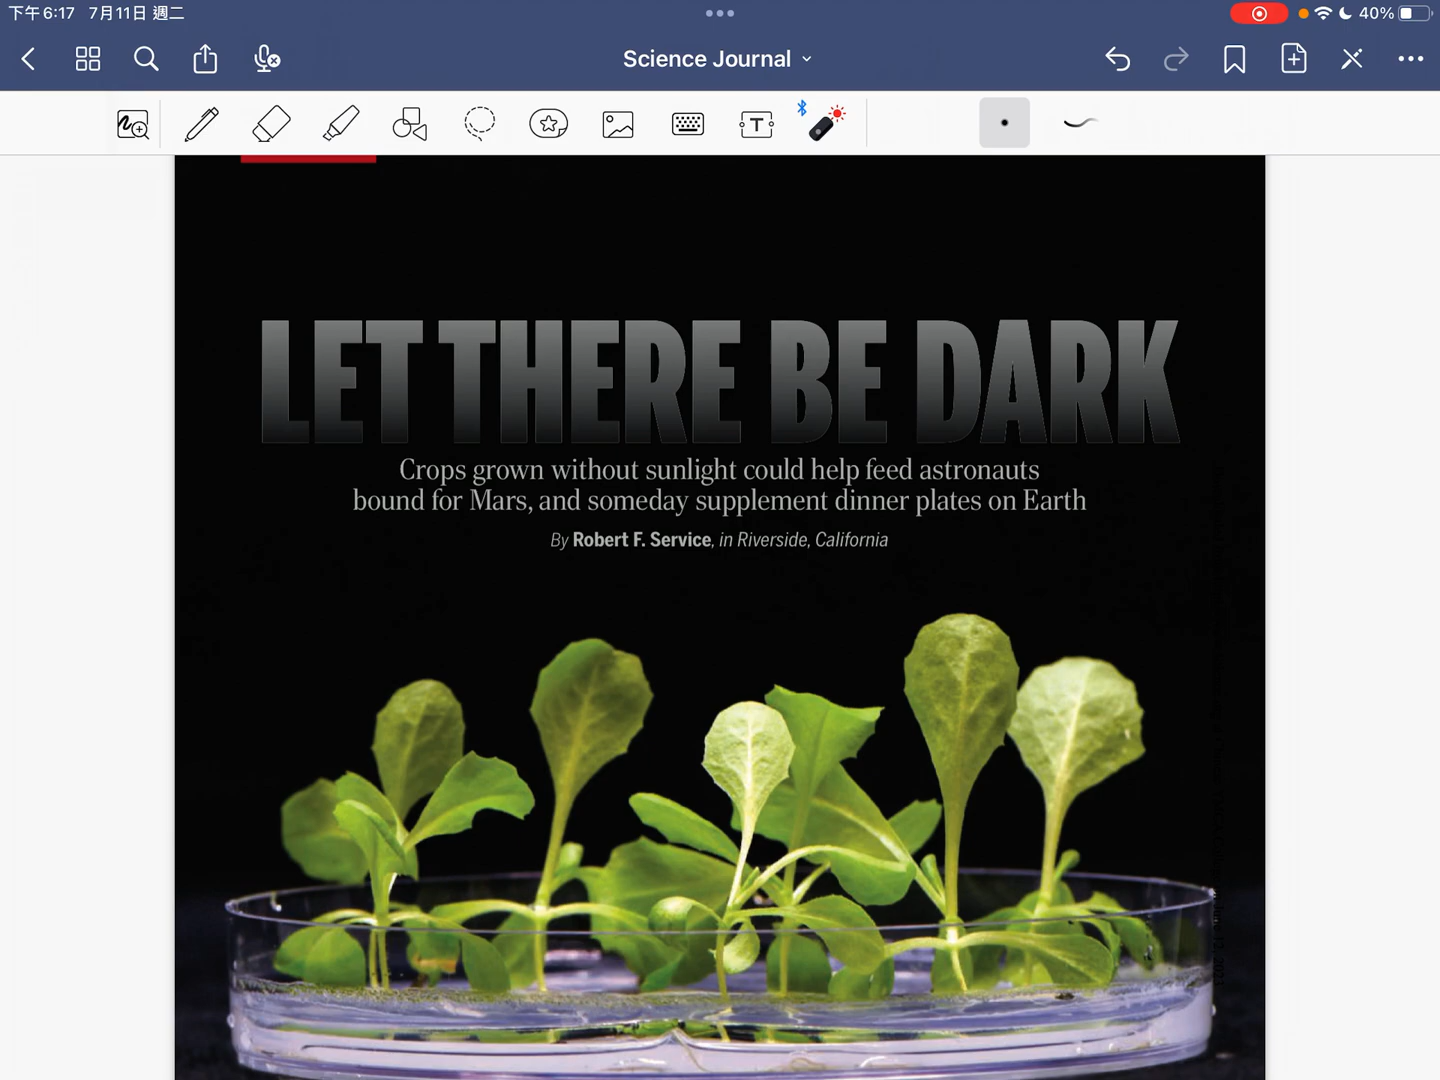 下午6:17 7月11日 週二
40%
Science Journal
T
LET THERE BE DARK
Crops grown without sunlight could help feed astronauts
bound for Mars, and someday supplement dinner plates on Earth
By Robert F. Service, in Riverside, California